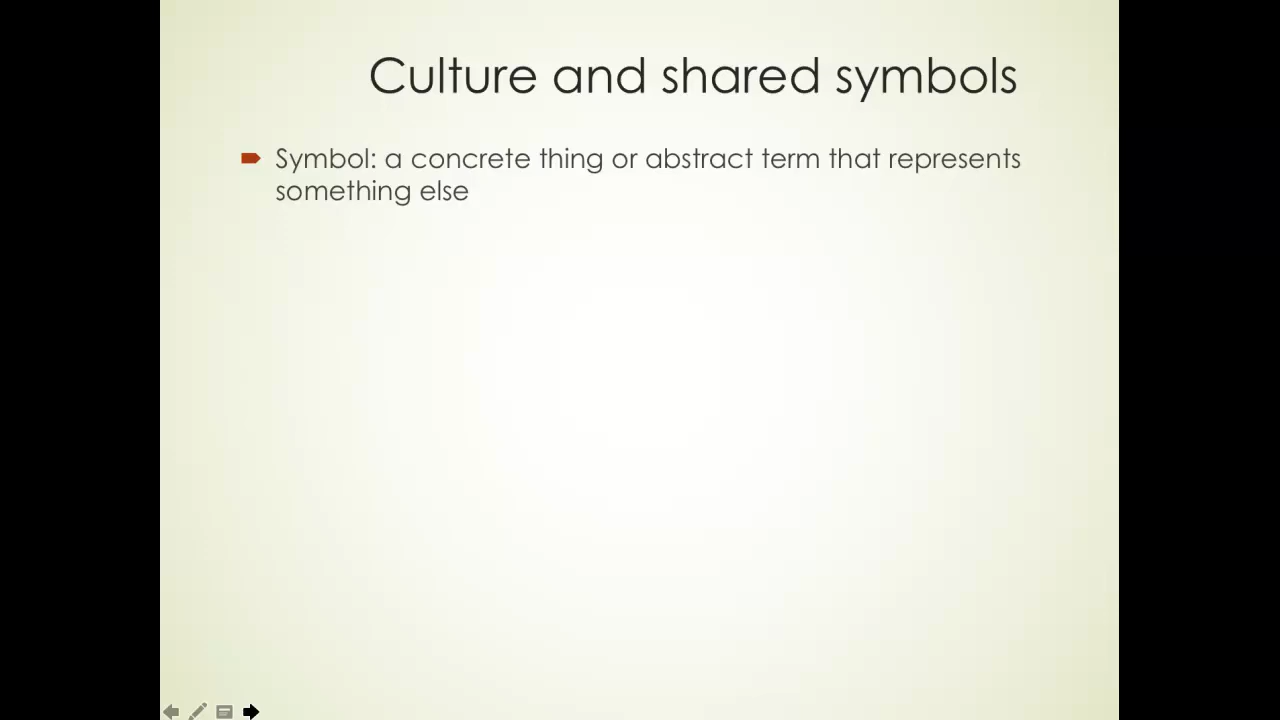 Culture and shared symbols
Symbol: a concrete thing or abstract term that represents
something else